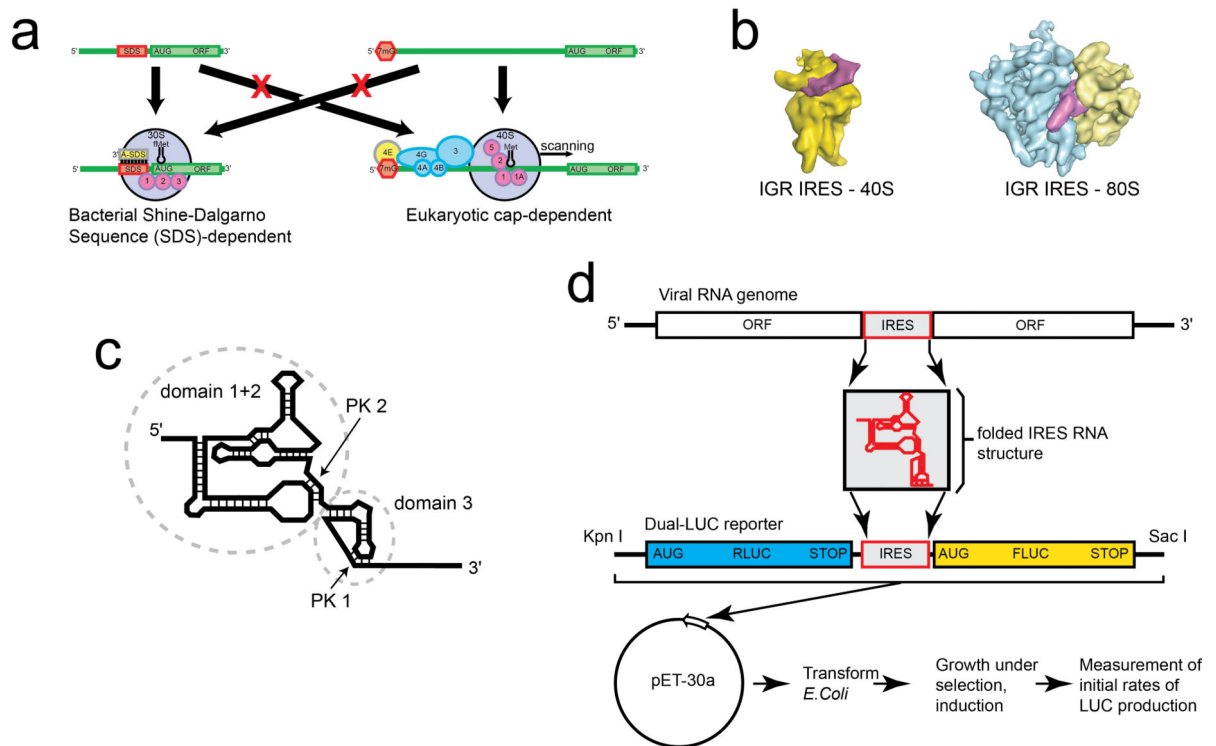 a
5'
SDS
AUG
ORF
3'
5'
7mG
AUG
ORF
3'
X
X
30S
fMet
3'
A-SDS
5'
SDS
AUG
ORF
3'
1
2
3
40S
Met
scanning
4E
4G
3
5
2
5'
7mG
4A
4B
1
1A
AUG
ORF
3'
Bacterial Shine-Dalgarno
Sequence (SDS)-dependent
Eukaryotic cap-dependent
b
IGR IRES - 40S
IGR IRES - 80S
c
domain 1+2
5'
PK 2
domain 3
PK 1
3'
d
Viral RNA genome
5'
ORF
IRES
ORF
3'
folded IRES RNA
structure
Dual-LUC reporter
Kpn I
Sac I
AUG RLUC STOP
IRES
AUG FLUC STOP
pET-30a
Transform
E.Coli
Growth under
selection,
induction
Measurement of
initial rates of
LUC production